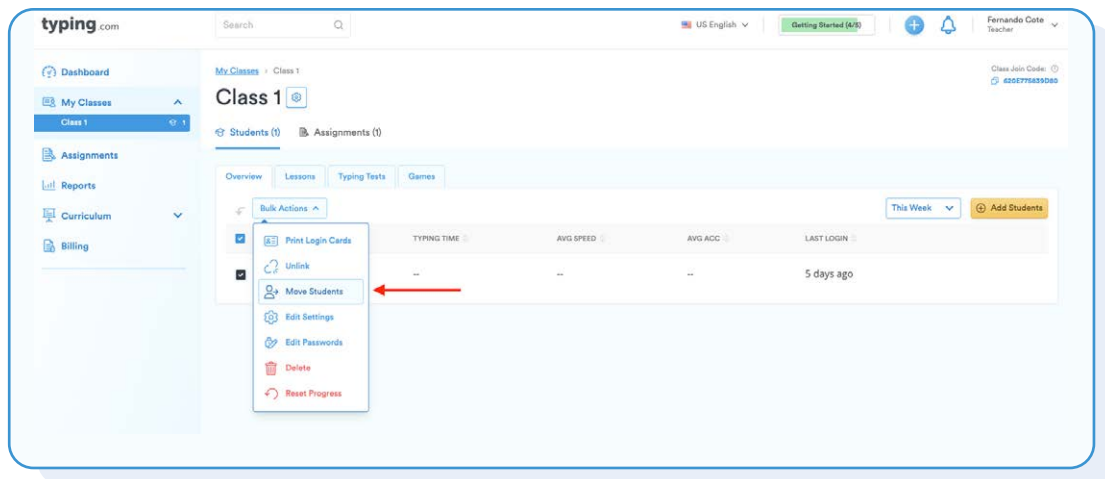 typing.com
Search
US English
Getting Started (4/5)
Fernando Cote
Teacher
Dashboard
My Classes
Class 1
1
Assignments
Reports
Curriculum
Billing
My Classes > Class 1
Class Join Code:
Class 1
Students (1)
Assignments (1)
Overview
Lessons
Typing Tests
Games
Bulk Actions
This Week
Add Students
TYPING TIME
AVG SPEED
AVG ACC
LAST LOGIN
--
--
--
5 days ago
Print Login Cards
Unlink
Move Students
Edit Settings
Edit Passwords
Delete
Reset Progress